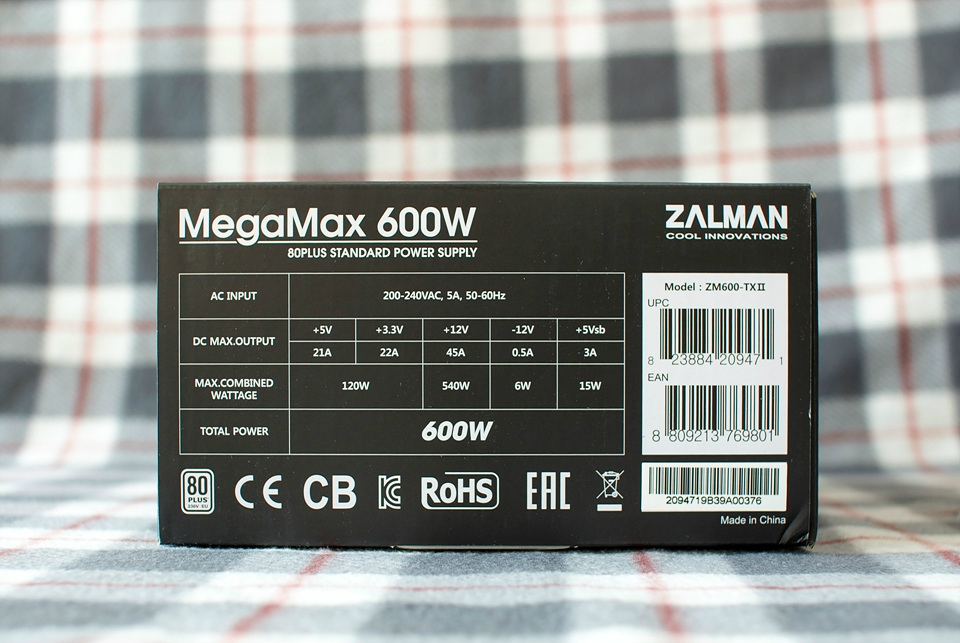 MegaMax 600W
80PLUS STANDARD POWER SUPPLY
ZALMAN
COOL INNOVATIONS
AC INPUT 200-240VAC, 5A, 50-60Hz
DC MAX.OUTPUT +5V +3.3V +12V -12V +5Vsb
21A 22A 45A 0.5A 3A
MAX.COMBINED WATTAGE 120W 540W 6W 15W
TOTAL POWER 600W
Model : ZM600-TXⅡ
UPC
8 23884 20947 1
EAN
8 809213 769801
2094719B39A00376
80 PLUS 230V EU CE CB KC RoHS EAC
Made in China